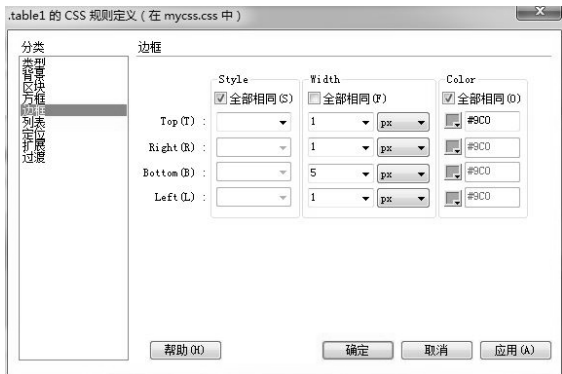 .table1 的 CSS 规则定义（在 mycss.css 中）
分类
边框
类型
背景
区块
方框
边框
列表
定位
扩展
过渡
Style
Width
Color
全部相同(S)
全部相同(F)
全部相同(O)
Top(T) : 1 px #9C0
Right(R) : 1 px #9C0
Bottom(B) : 5 px #9C0
Left(L) : 1 px #9C0
帮助(H)
确定
取消
应用(A)